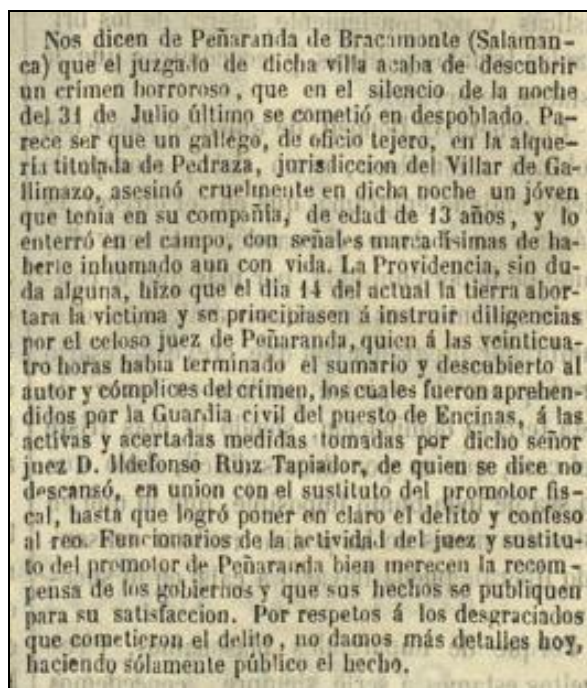 Nos dicen de Peñaranda de Bracamonte (Salaman-
ca) que el juzgado de dicha villa acaba de descubrir
un crimen horroroso, que en el silencio de la noche
del 31 de Julio último se cometió en despoblado. Pa-
rece ser que un gallego, de oficio tejero, en la alque-
ria titulada de Pedraza, jurisdiccion del Villar de Ga-
llimazo, asesinó cruelmente en dicha noche un jóven
que tenia en su compañía, de edad de 13 años, y lo
enterró en el campo, con señales marcadísimas de ha-
berle inhumado aun con vida. La Providencia, sin du-
da alguna, hizo que el dia 14 del actual la tierra abor-
tara la victima y se principiasen á instruir diligencias
por el celoso juez de Peñaranda, quien á las veinticua-
tro horas habia terminado el sumario y descubierto al
autor y cómplices del crímen, los cuales fueron aprehen-
didos por la Guardia civil del puesto de Encinas, á las
activas y acertadas medidas tomadas por dicho señor
juez D. Ildefonso Ruiz Tapiador, de quien se dice no
descansó, en union con el sustituto del promotor fis-
cal, hasta que logró poner en claro el delito y confeso
al reo. Funcionarios de la actividad del juez y sustitu-
to del promotor de Peñaranda bien merecen la recom-
pensa de los gobiernos y que sus hechos se publiquen
para su satisfaccion. Por respetos á los desgraciados
que cometieron el delito, no damos más detalles hoy,
haciendo sólamente público el hecho.